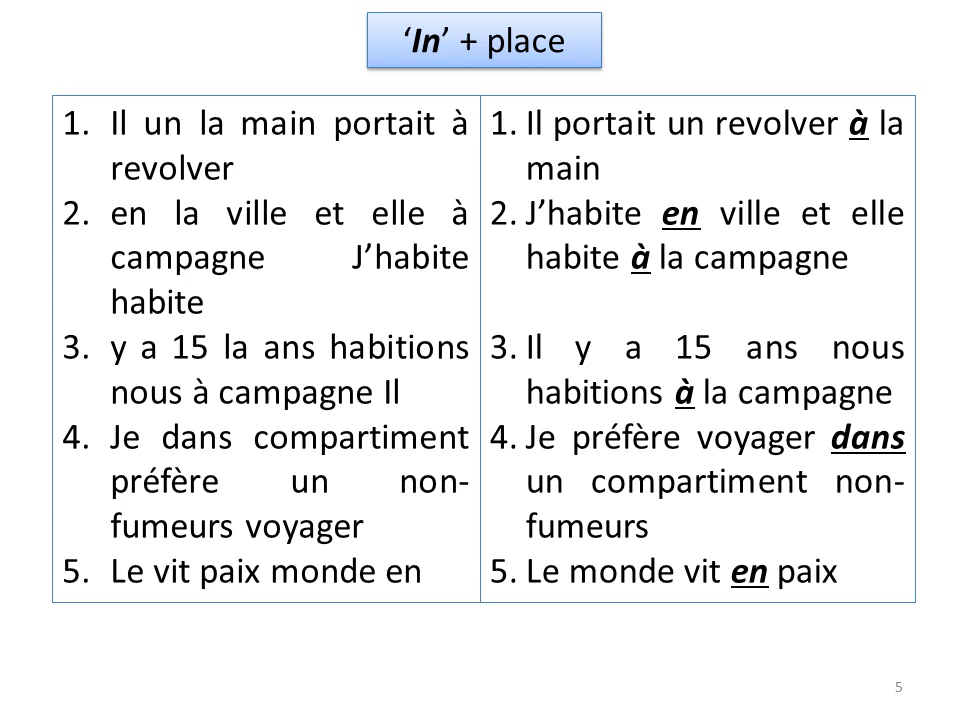 ‘In’ + place
1. Il un la main portait à
revolver
2. en la ville et elle à
campagne J’habite
habite
3. y a 15 la ans habitions
nous à campagne Il
4. Je dans compartiment
préfère un non-
fumeurs voyager
5. Le vit paix monde en
1. Il portait un revolver à la
main
2. J’habite en ville et elle
habite à la campagne
3. Il y a 15 ans nous
habitions à la campagne
4. Je préfère voyager dans
un compartiment non-
fumeurs
5. Le monde vit en paix
5